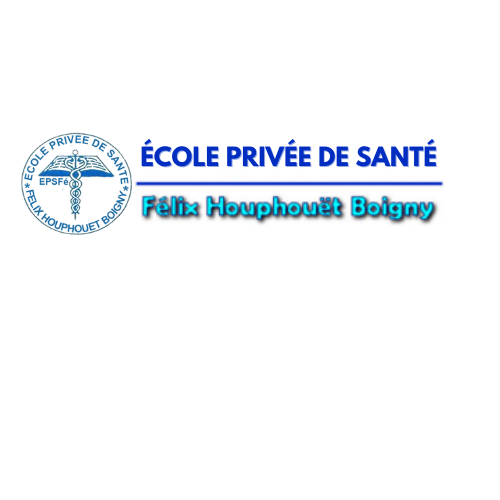 ÉCOLE PRIVÉE DE SANTÉ
Félix Houphouët Boigny
ECOLE PRIVEE DE SANTE
EPSFé
* FELIX HOUPHOUET BOIGNY *